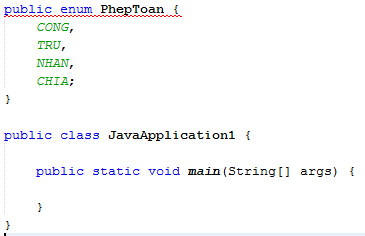 public enum PhepToan {
    CONG,
    TRU,
    NHAN,
    CHIA;
}
public class JavaApplication1 {
    public static void main(String[] args) {
    }
}